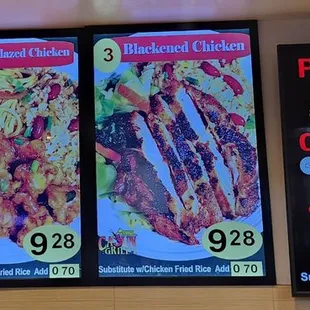 lazed Chicken
9 28
ried Rice Add 0 70
3
Blackened Chicken
9 28
GRILL
Substitute w/Chicken Fried Rice Add 0 70
P
C
Su